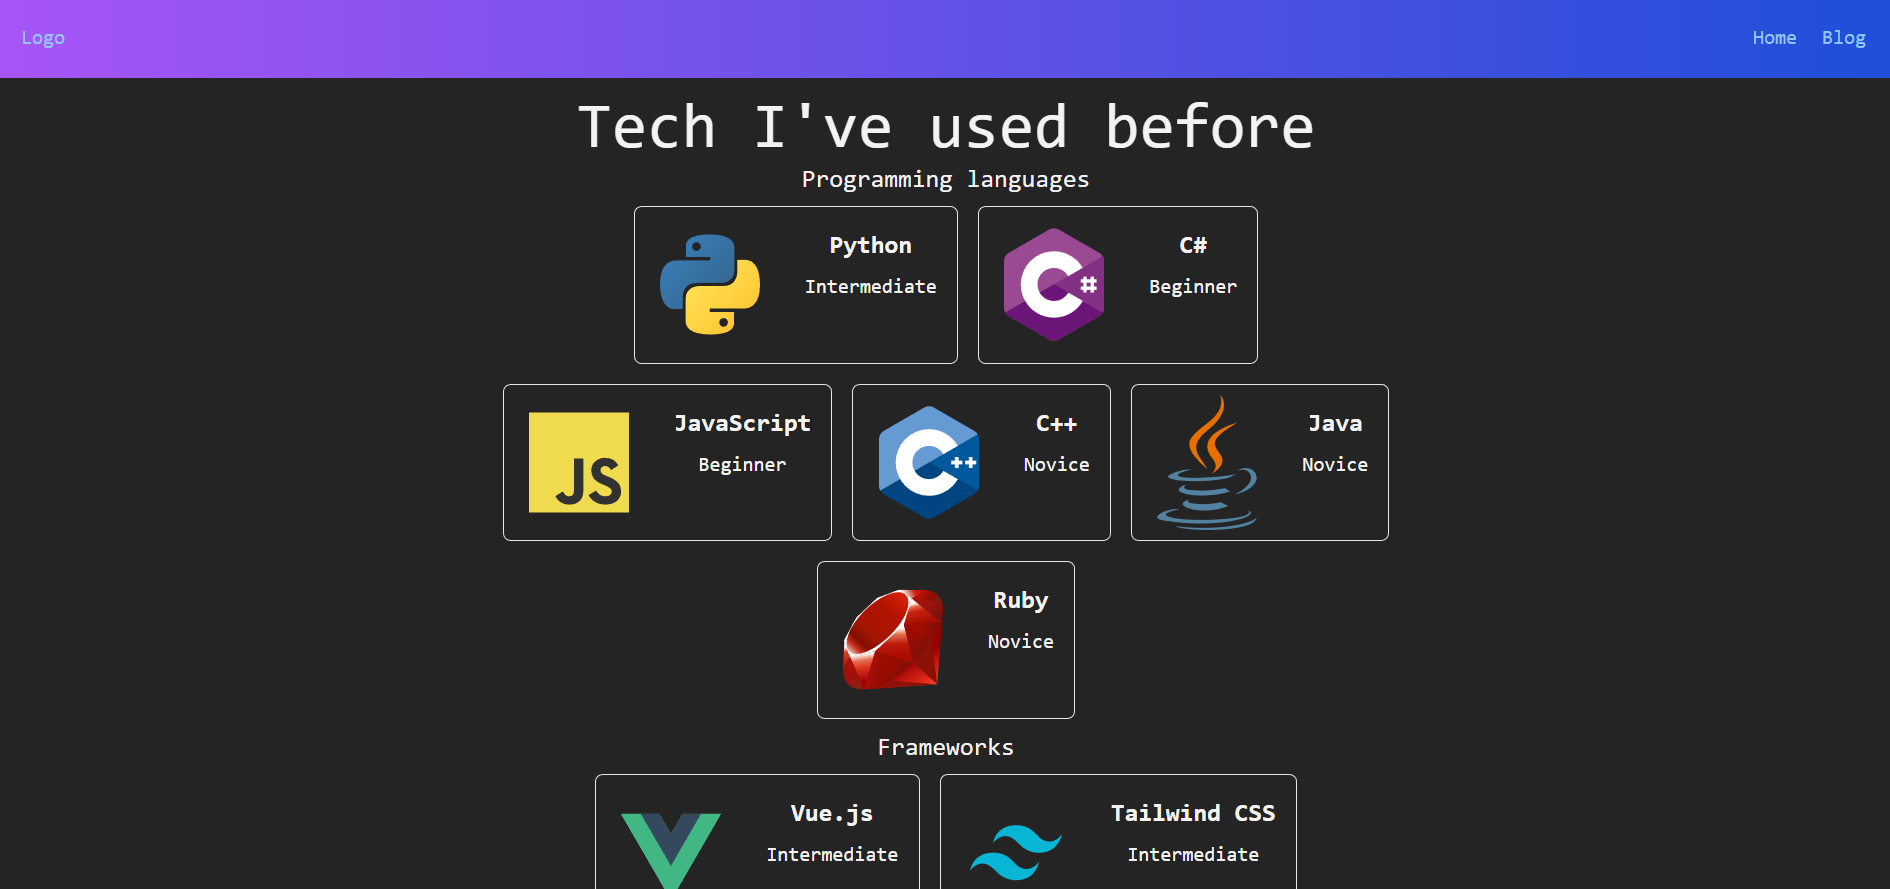 Logo
Home Blog
Tech I've used before
Programming languages
Python
Intermediate
C#
Beginner
JS
JavaScript
Beginner
C++
Novice
Java
Novice
Ruby
Novice
Frameworks
Vue.js
Intermediate
Tailwind CSS
Intermediate